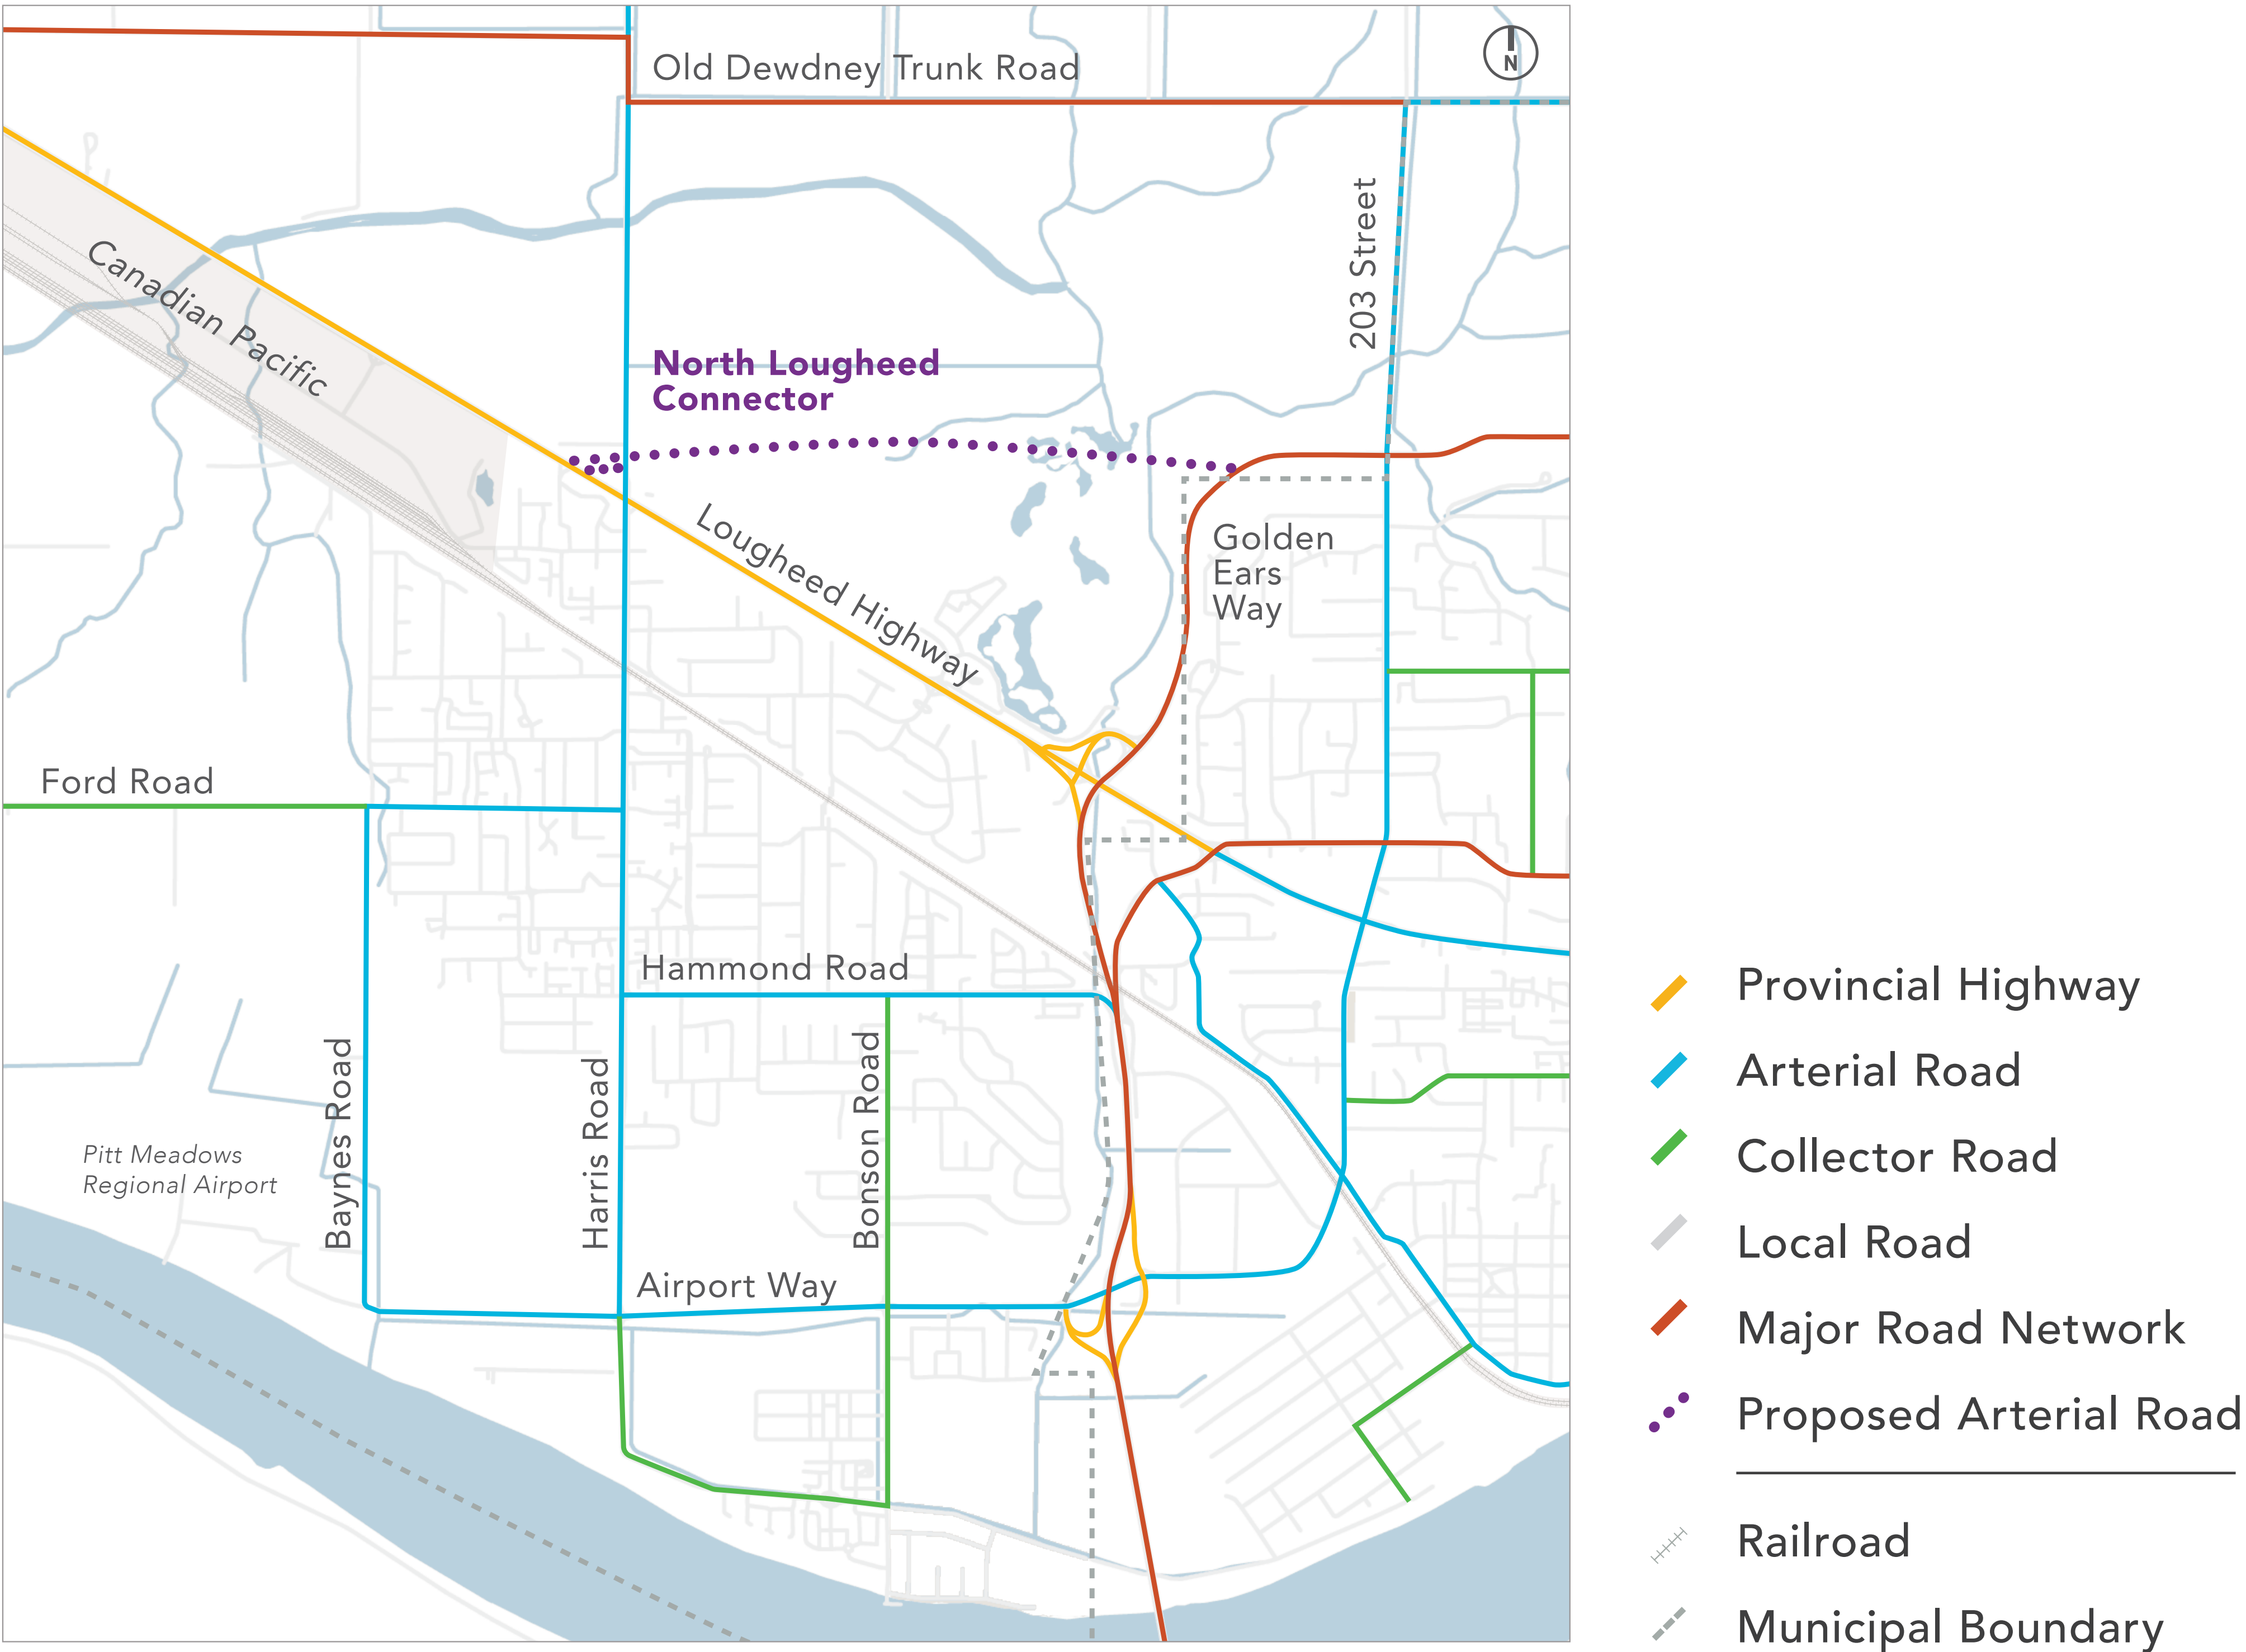 Old Dewdney Trunk Road
N
203 Street
Canadian Pacific
North Lougheed
Connector
Lougheed Highway
Golden
Ears
Way
Ford Road
Hammond Road
Baynes Road
Harris Road
Bonson Road
Pitt Meadows
Regional Airport
Airport Way
Provincial Highway
Arterial Road
Collector Road
Local Road
Major Road Network
Proposed Arterial Road
Railroad
Municipal Boundary